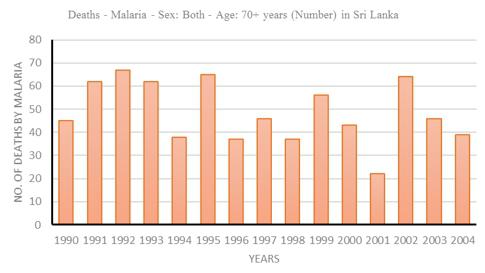 Deaths - Malaria - Sex: Both - Age: 70+ years (Number) in Sri Lanka
80
70
60
50
40
30
20
10
0
NO. OF DEATHS BY MALARIA
1990 1991 1992 1993 1994 1995 1996 1997 1998 1999 2000 2001 2002 2003 2004
YEARS